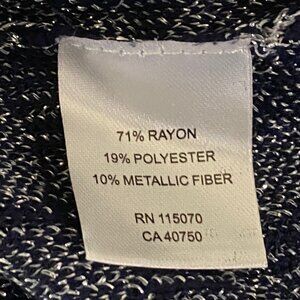 71% RAYON
19% POLYESTER
10% METALLIC FIBER
RN 115070
CA 40750